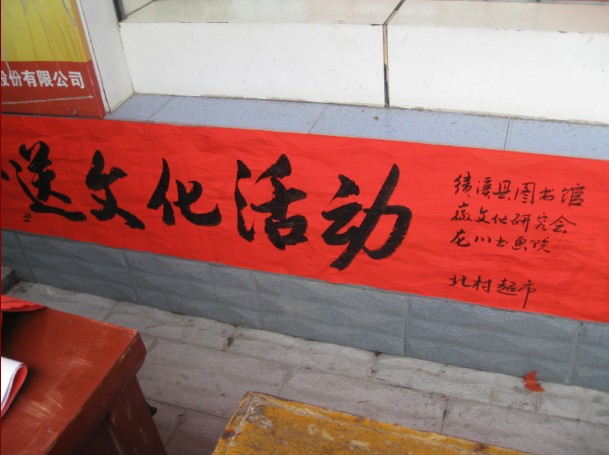 份有限公司
送文化活动
绩溪县图书馆
徽文化研究会
龙川书画院
北村超市